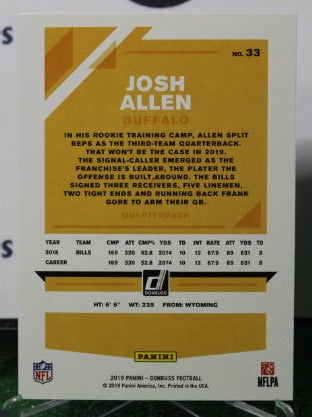 NO. 33
JOSH
ALLEN
BUFFALO
IN HIS ROOKIE TRAINING CAMP, ALLEN SPLIT
REPS AS THE THIRD-TEAM QUARTERBACK.
THAT WON'T BE THE CASE IN 2019.
THE SIGNAL-CALLER EMERGED AS THE
FRANCHISE'S LEADER, THE PLAYER THE
OFFENSE IS BUILT AROUND. THE BILLS
SIGNED THREE RECEIVERS, FIVE LINEMEN,
TWO TIGHT ENDS AND RUNNING BACK FRANK
GORE TO ARM THEIR QB.
QUARTERBACK
YEAR TEAM CMP ATT CMP% YDS TD INT RATE ATT YDS TD
2018 BILLS 169 320 52.8 2074 10 12 67.9 89 631 8
CAREER 169 320 52.8 2074 10 12 67.9 89 631 8
D
DONRUSS
HT: 6' 5" WT: 235 FROM: WYOMING
NFL
PANINI
NFLPA
2019 PANINI - DONRUSS FOOTBALL
© 2019 Panini America, Inc. Printed in the USA.